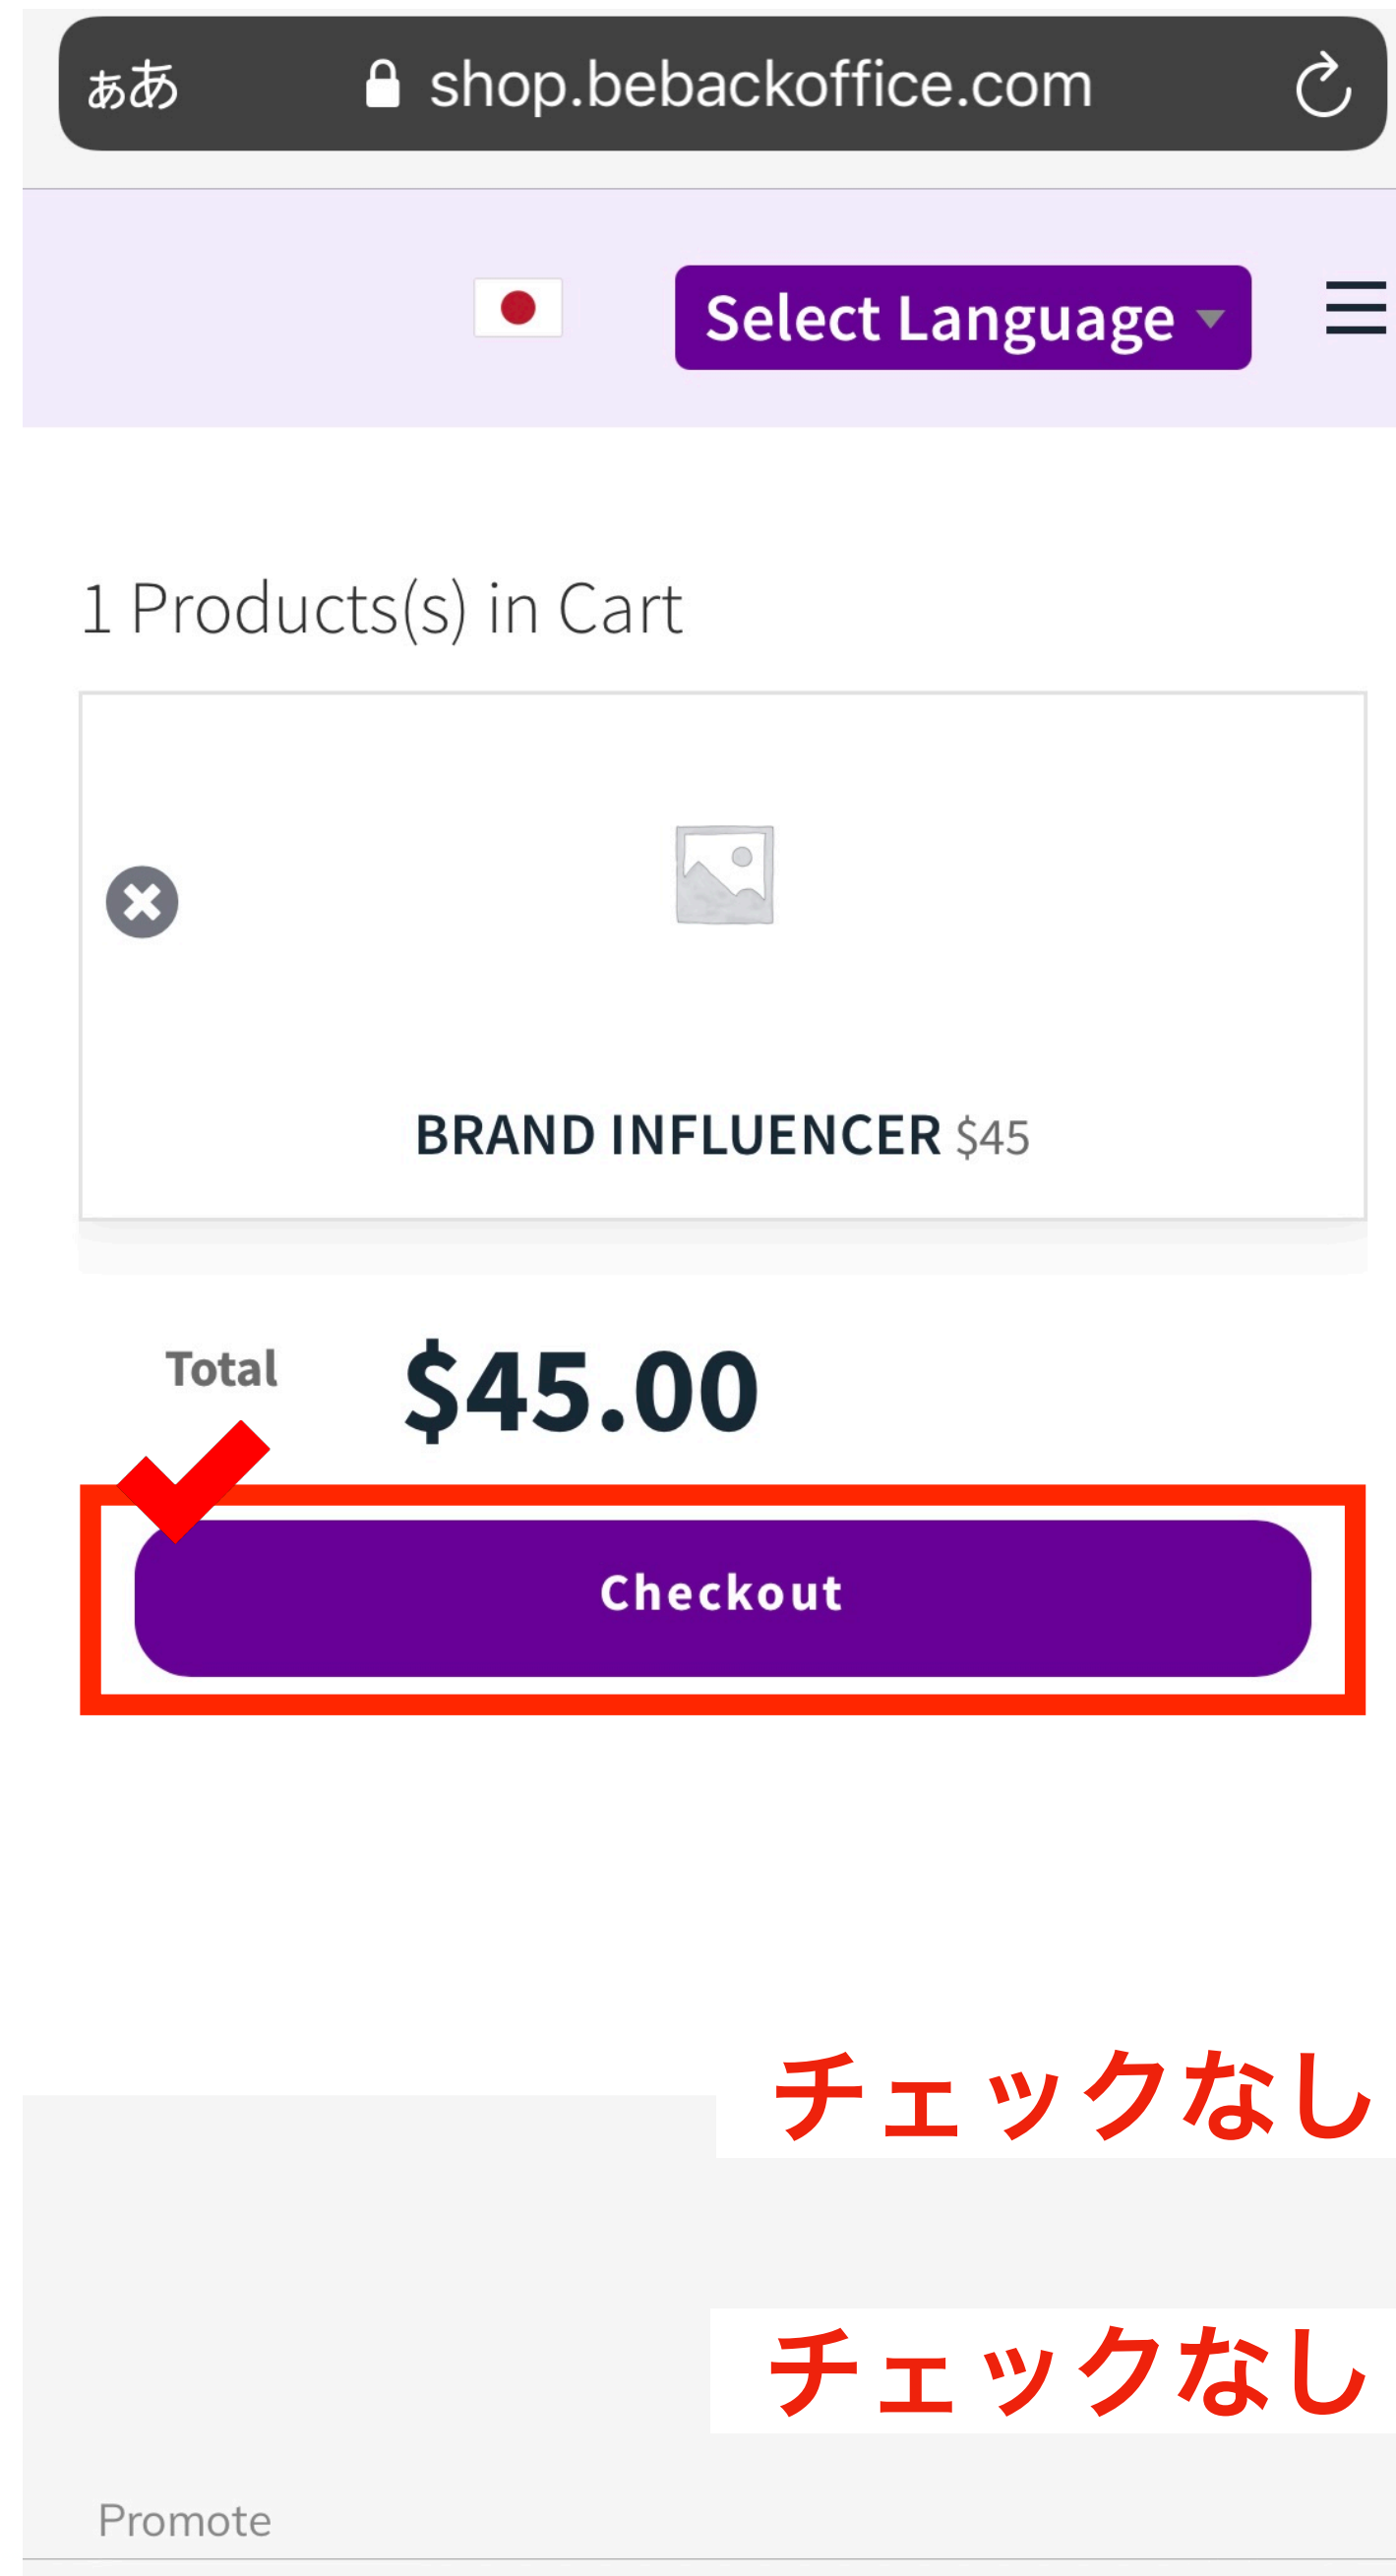 ああ shop.bebackoffice.com
Select Language
1 Products(s) in Cart
BRAND INFLUENCER $45
Total $45.00
Checkout
チェックなし
チェックなし
Promote